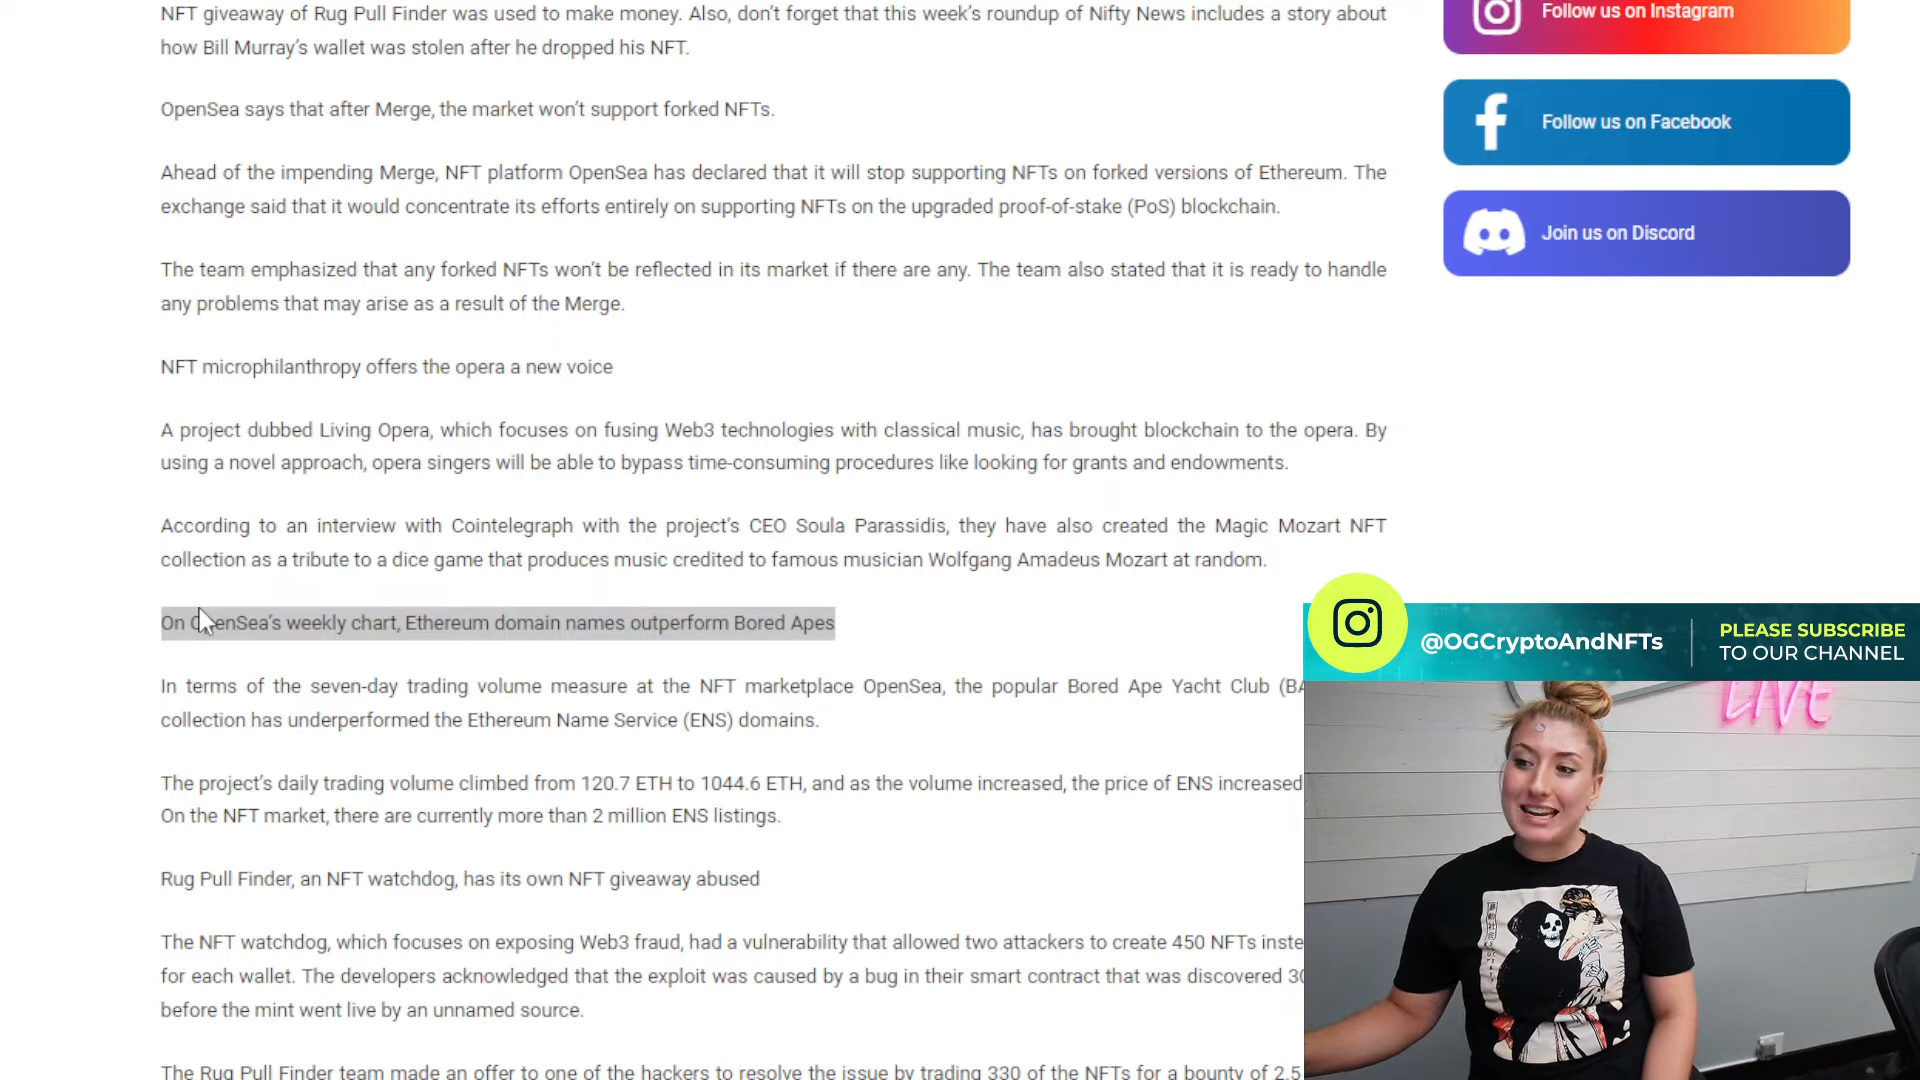 NFT giveaway of Rug Pull Finder was used to make money. Also, don't forget that this week's roundup of Nifty News includes a story about
how Bill Murray's wallet was stolen after he dropped his NFT.
OpenSea says that after Merge, the market won't support forked NFTs.
Ahead of the impending Merge, NFT platform OpenSea has declared that it will stop supporting NFTs on forked versions of Ethereum. The
exchange said that it would concentrate its efforts entirely on supporting NFTs on the upgraded proof-of-stake (PoS) blockchain.
The team emphasized that any forked NFTs won't be reflected in its market if there are any. The team also stated that it is ready to handle
any problems that may arise as a result of the Merge.
NFT microphilanthropy offers the opera a new voice
A project dubbed Living Opera, which focuses on fusing Web3 technologies with classical music, has brought blockchain to the opera. By
using a novel approach, opera singers will be able to bypass time-consuming procedures like looking for grants and endowments.
According to an interview with Cointelegraph with the project's CEO Soula Parassidis, they have also created the Magic Mozart NFT
collection as a tribute to a dice game that produces music credited to famous musician Wolfgang Amadeus Mozart at random.
On OpenSea's weekly chart, Ethereum domain names outperform Bored Apes
In terms of the seven-day trading volume measure at the NFT marketplace OpenSea, the popular Bored Ape Yacht Club
collection has underperformed the Ethereum Name Service (ENS) domains.
The project's daily trading volume climbed from 120.7 ETH to 1044.6 ETH, and as the volume increased, the price of ENS increased
On the NFT market, there are currently more than 2 million ENS listings.
Rug Pull Finder, an NFT watchdog, has its own NFT giveaway abused
The NFT watchdog, which focuses on exposing Web3 fraud, had a vulnerability that allowed two attackers to create 450 NFTs
for each wallet. The developers acknowledged that the exploit was caused by a bug in their smart contract that was discovered
before the mint went live by an unnamed source.
The Rug Pull Finder team made an offer to one of the hackers to resolve the issue by trading 330 of the NFTs for a bounty of 2.5
Follow us on Instagram
Follow us on Facebook
Join us on Discord
@OGCryptoAndNFTs
PLEASE SUBSCRIBE
TO OUR CHANNEL
LIVE